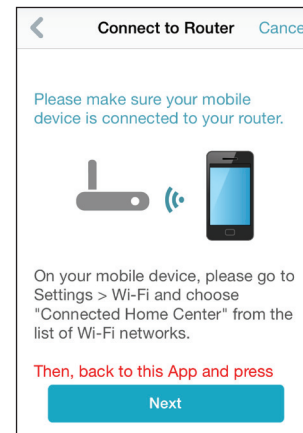 Connect to Router
Cance
Please make sure your mobile
device is connected to your router.
On your mobile device, please go to
Settings > Wi-Fi and choose
"Connected Home Center" from the
list of Wi-Fi networks.
Then, back to this App and press
Next